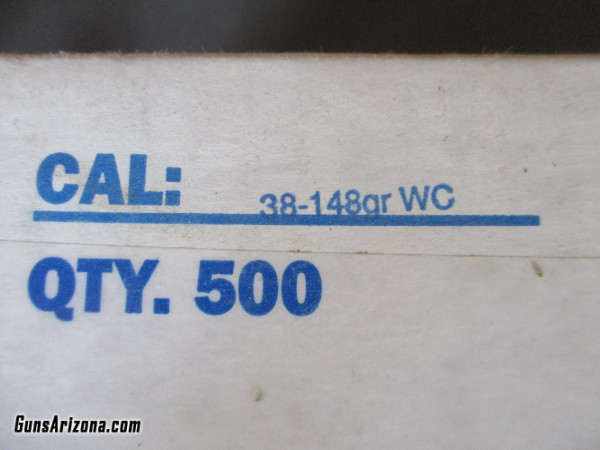 CAL: 38-148gr WC
QTY. 500
GunsArizona.com